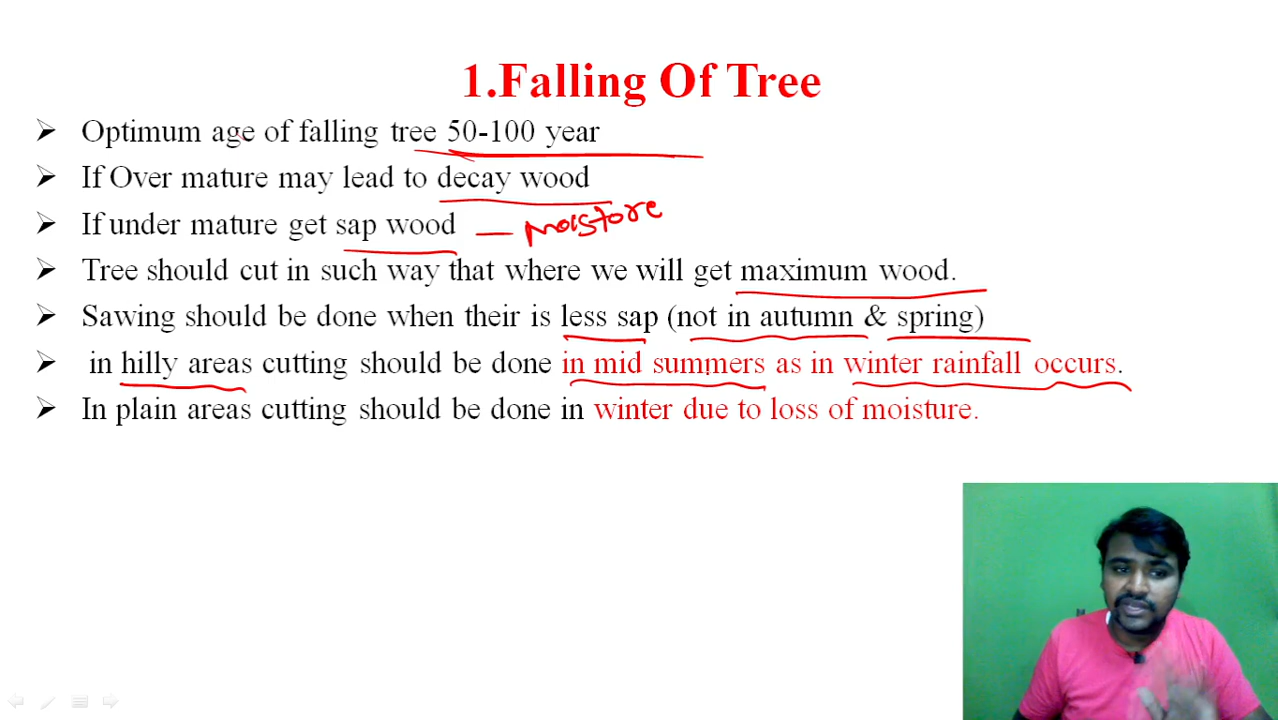 1.Falling Of Tree
➢ Optimum age of falling tree 50-100 year
➢ If Over mature may lead to decay wood
➢ If under mature get sap wood — moistore
➢ Tree should cut in such way that where we will get maximum wood.
➢ Sawing should be done when their is less sap (not in autumn & spring)
➢ in hilly areas cutting should be done in mid summers as in winter rainfall occurs.
➢ In plain areas cutting should be done in winter due to loss of moisture.